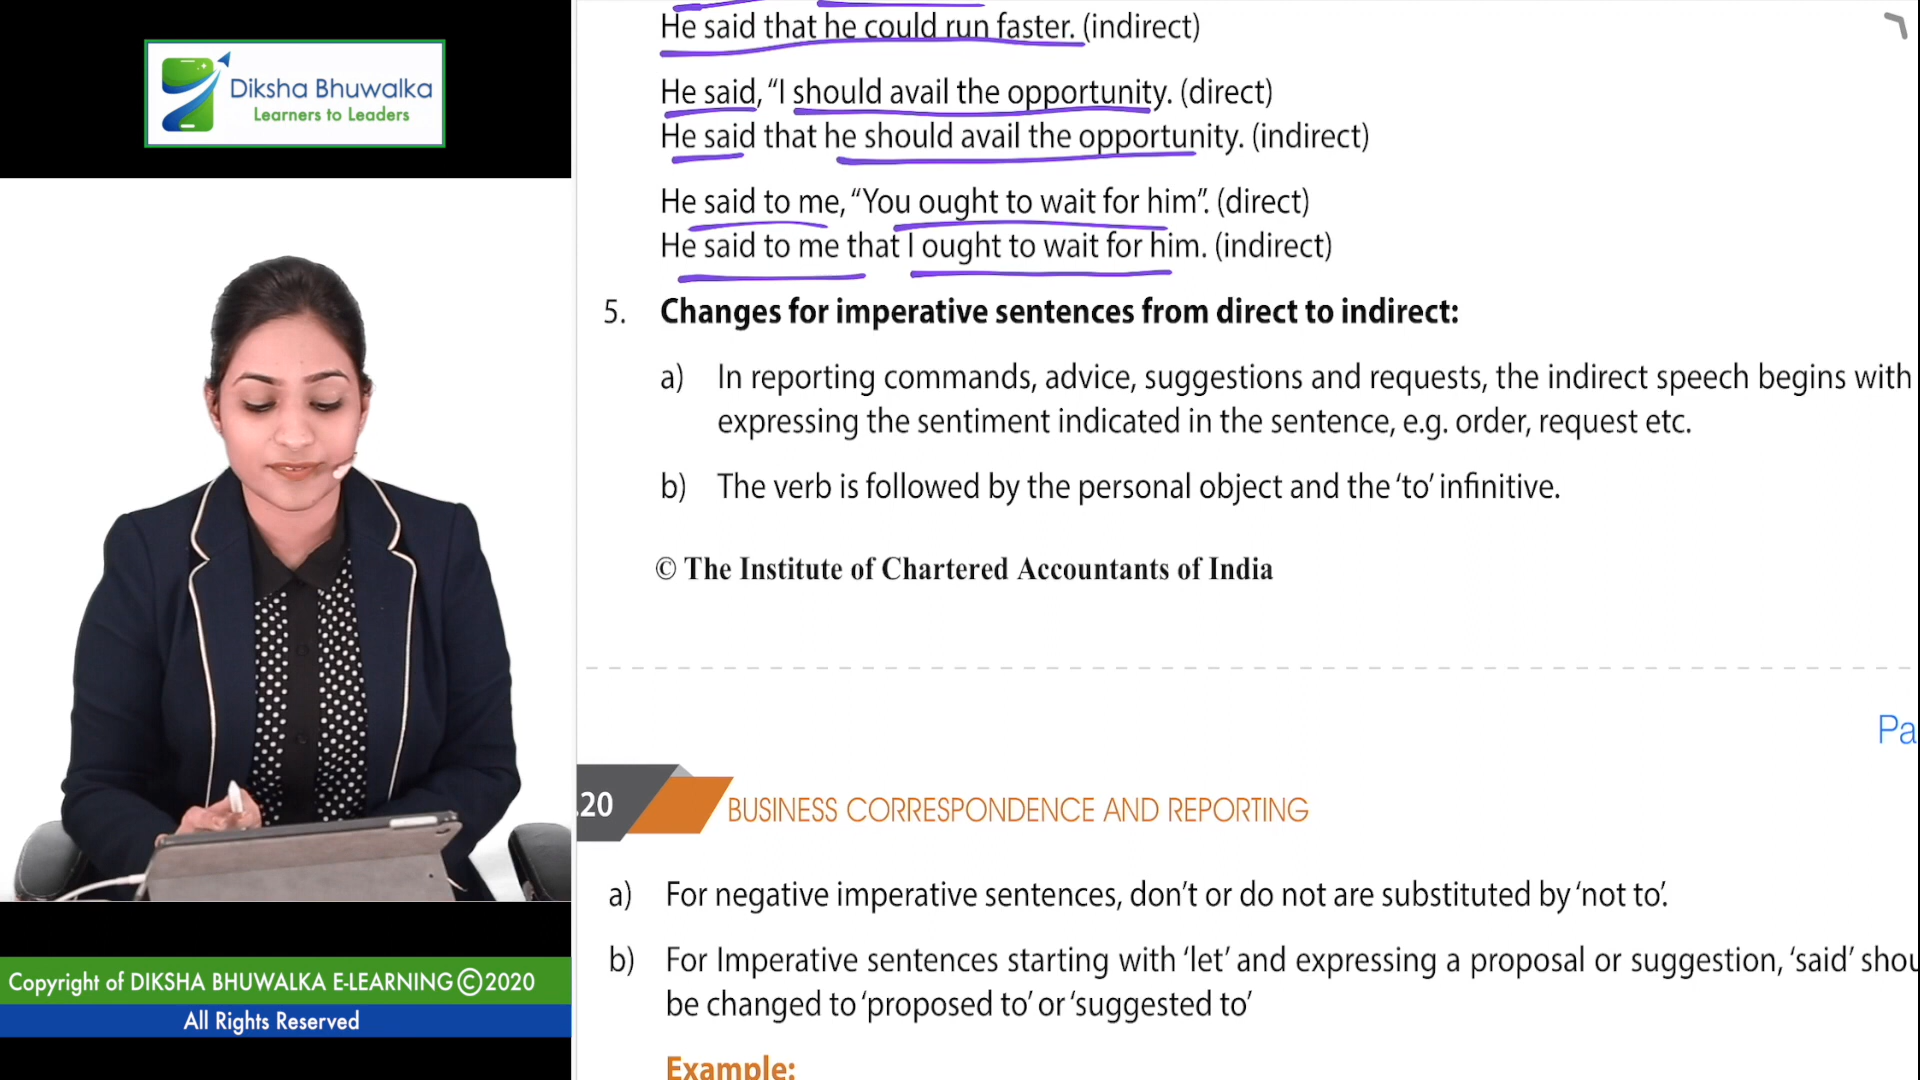 Diksha Bhuwalka
Learners to Leaders
He said that he could run faster. (indirect)
He said, “I should avail the opportunity. (direct)
He said that he should avail the opportunity. (indirect)
He said to me, “You ought to wait for him”. (direct)
He said to me that I ought to wait for him. (indirect)
5. Changes for imperative sentences from direct to indirect:
a) In reporting commands, advice, suggestions and requests, the indirect speech begins with
expressing the sentiment indicated in the sentence, e.g. order, request etc.
b) The verb is followed by the personal object and the ‘to’ infinitive.
© The Institute of Chartered Accountants of India
Pa
.20 BUSINESS CORRESPONDENCE AND REPORTING
a) For negative imperative sentences, don’t or do not are substituted by ‘not to’.
b) For Imperative sentences starting with ‘let’ and expressing a proposal or suggestion, ‘said’ shou
be changed to ‘proposed to’ or ‘suggested to’
Example:
Copyright of DIKSHA BHUWALKA E-LEARNING © 2020
All Rights Reserved